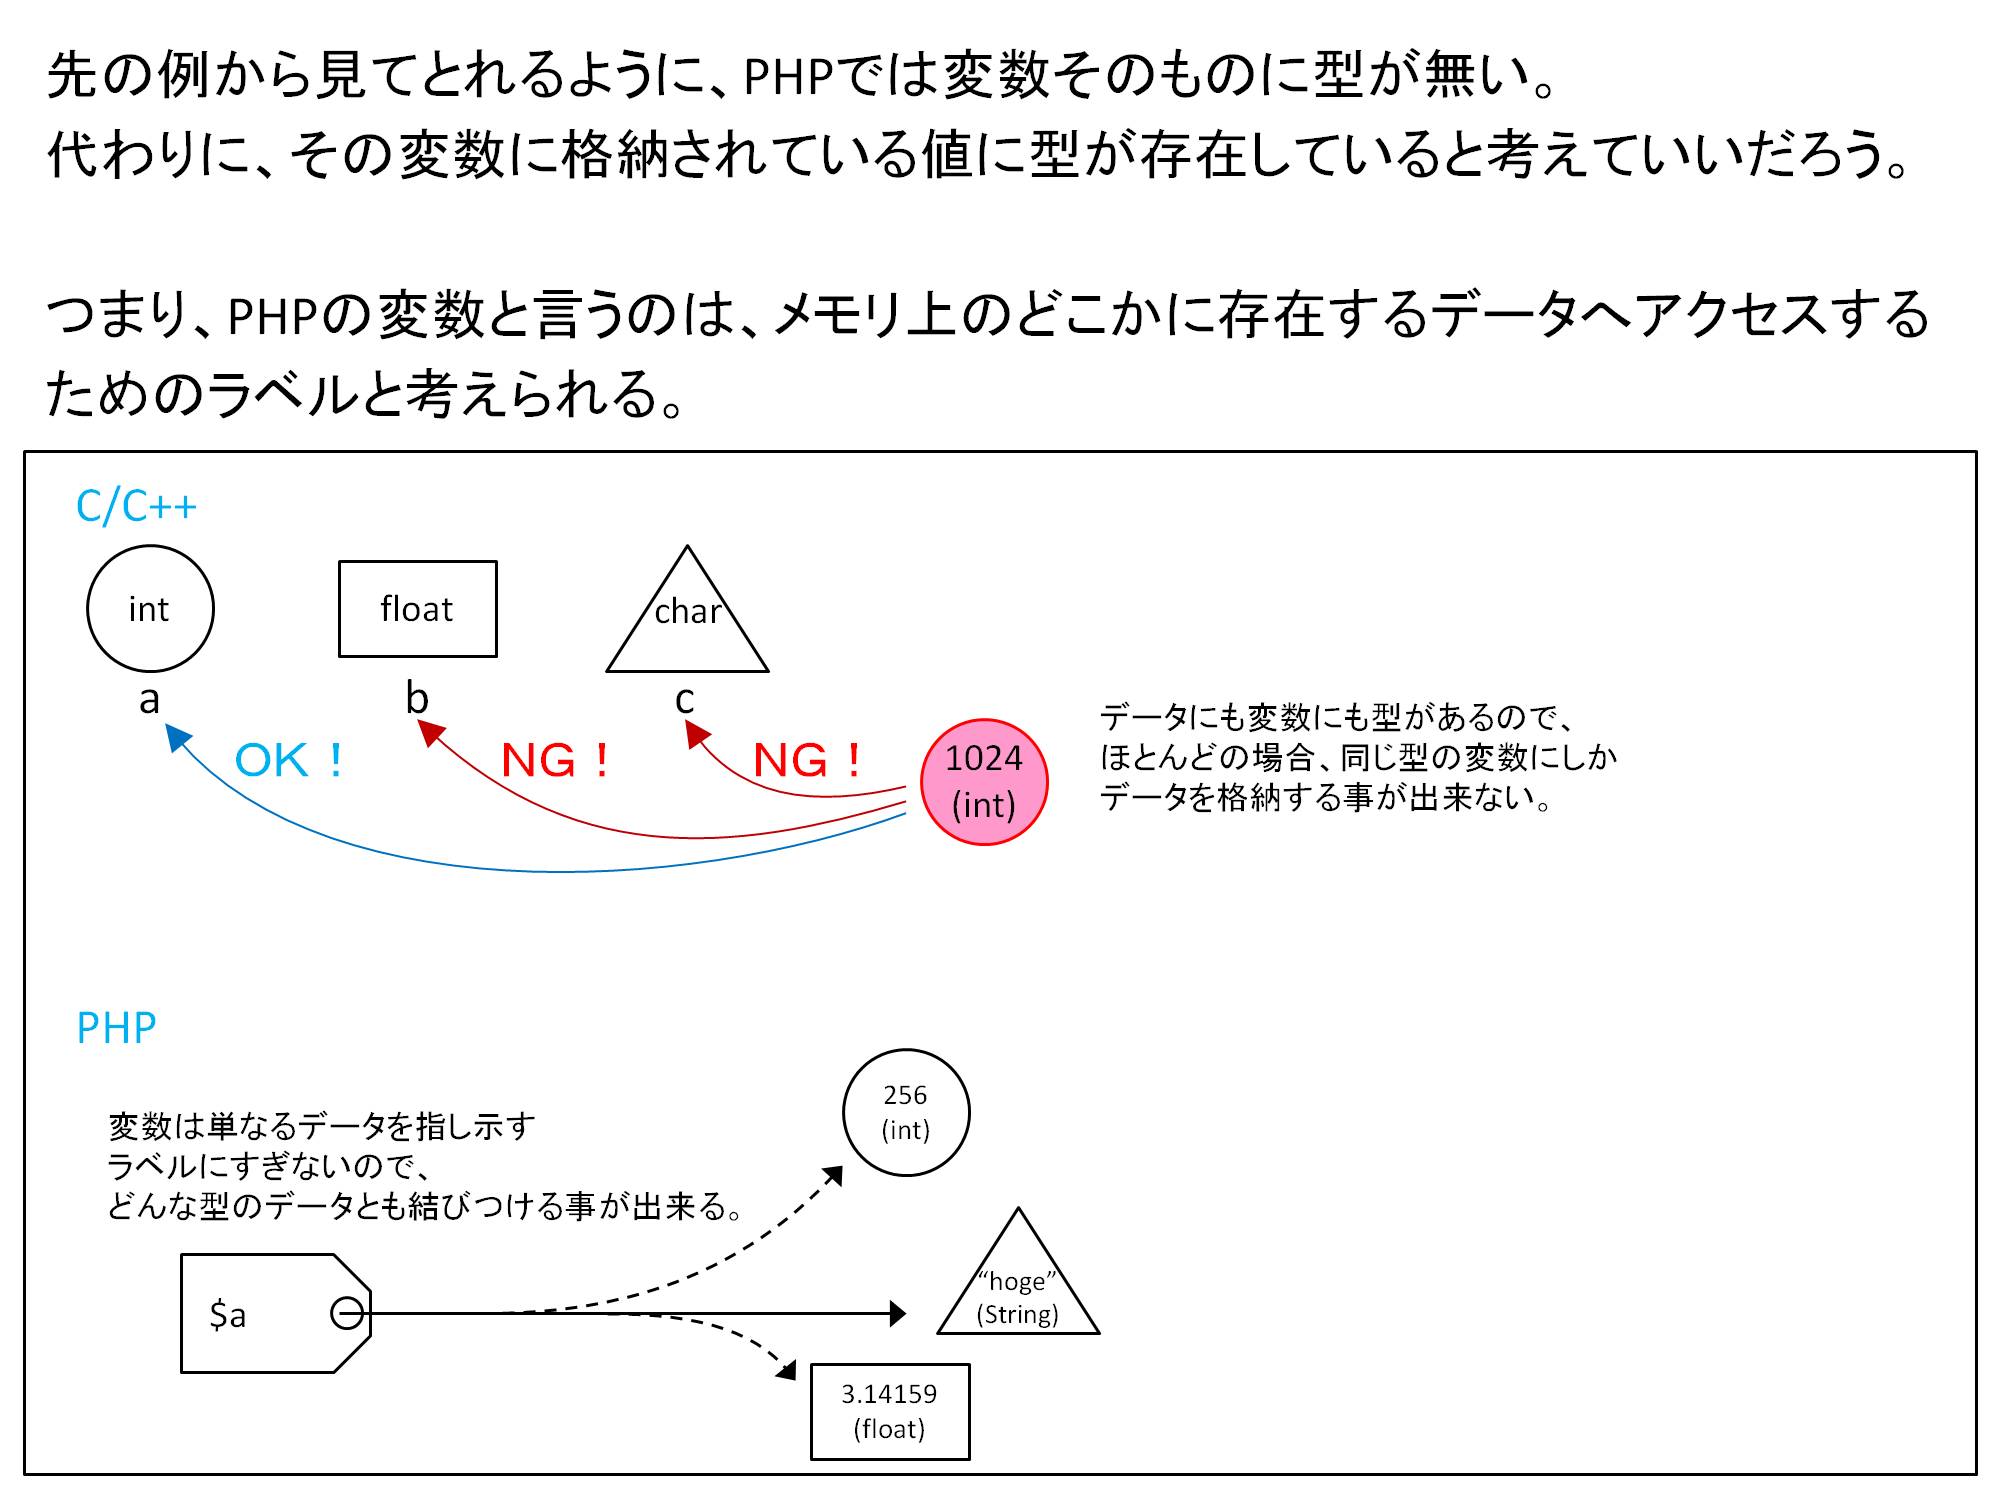 先の例から見てとれるように、PHPでは変数そのものに型が無い。
代わりに、その変数に格納されている値に型が存在していると考えていいだろう。
つまり、PHPの変数と言うのは、メモリ上のどこかに存在するデータへアクセスする
ためのラベルと考えられる。
C/C++
int
float
char
a
b
c
OK！
NG！
NG！
1024
(int)
データにも変数にも型があるので、
ほとんどの場合、同じ型の変数にしか
データを格納する事が出来ない。
PHP
変数は単なるデータを指し示す
ラベルにすぎないので、
どんな型のデータとも結びつける事が出来る。
$a
256
(int)
“hoge”
(String)
3.14159
(float)